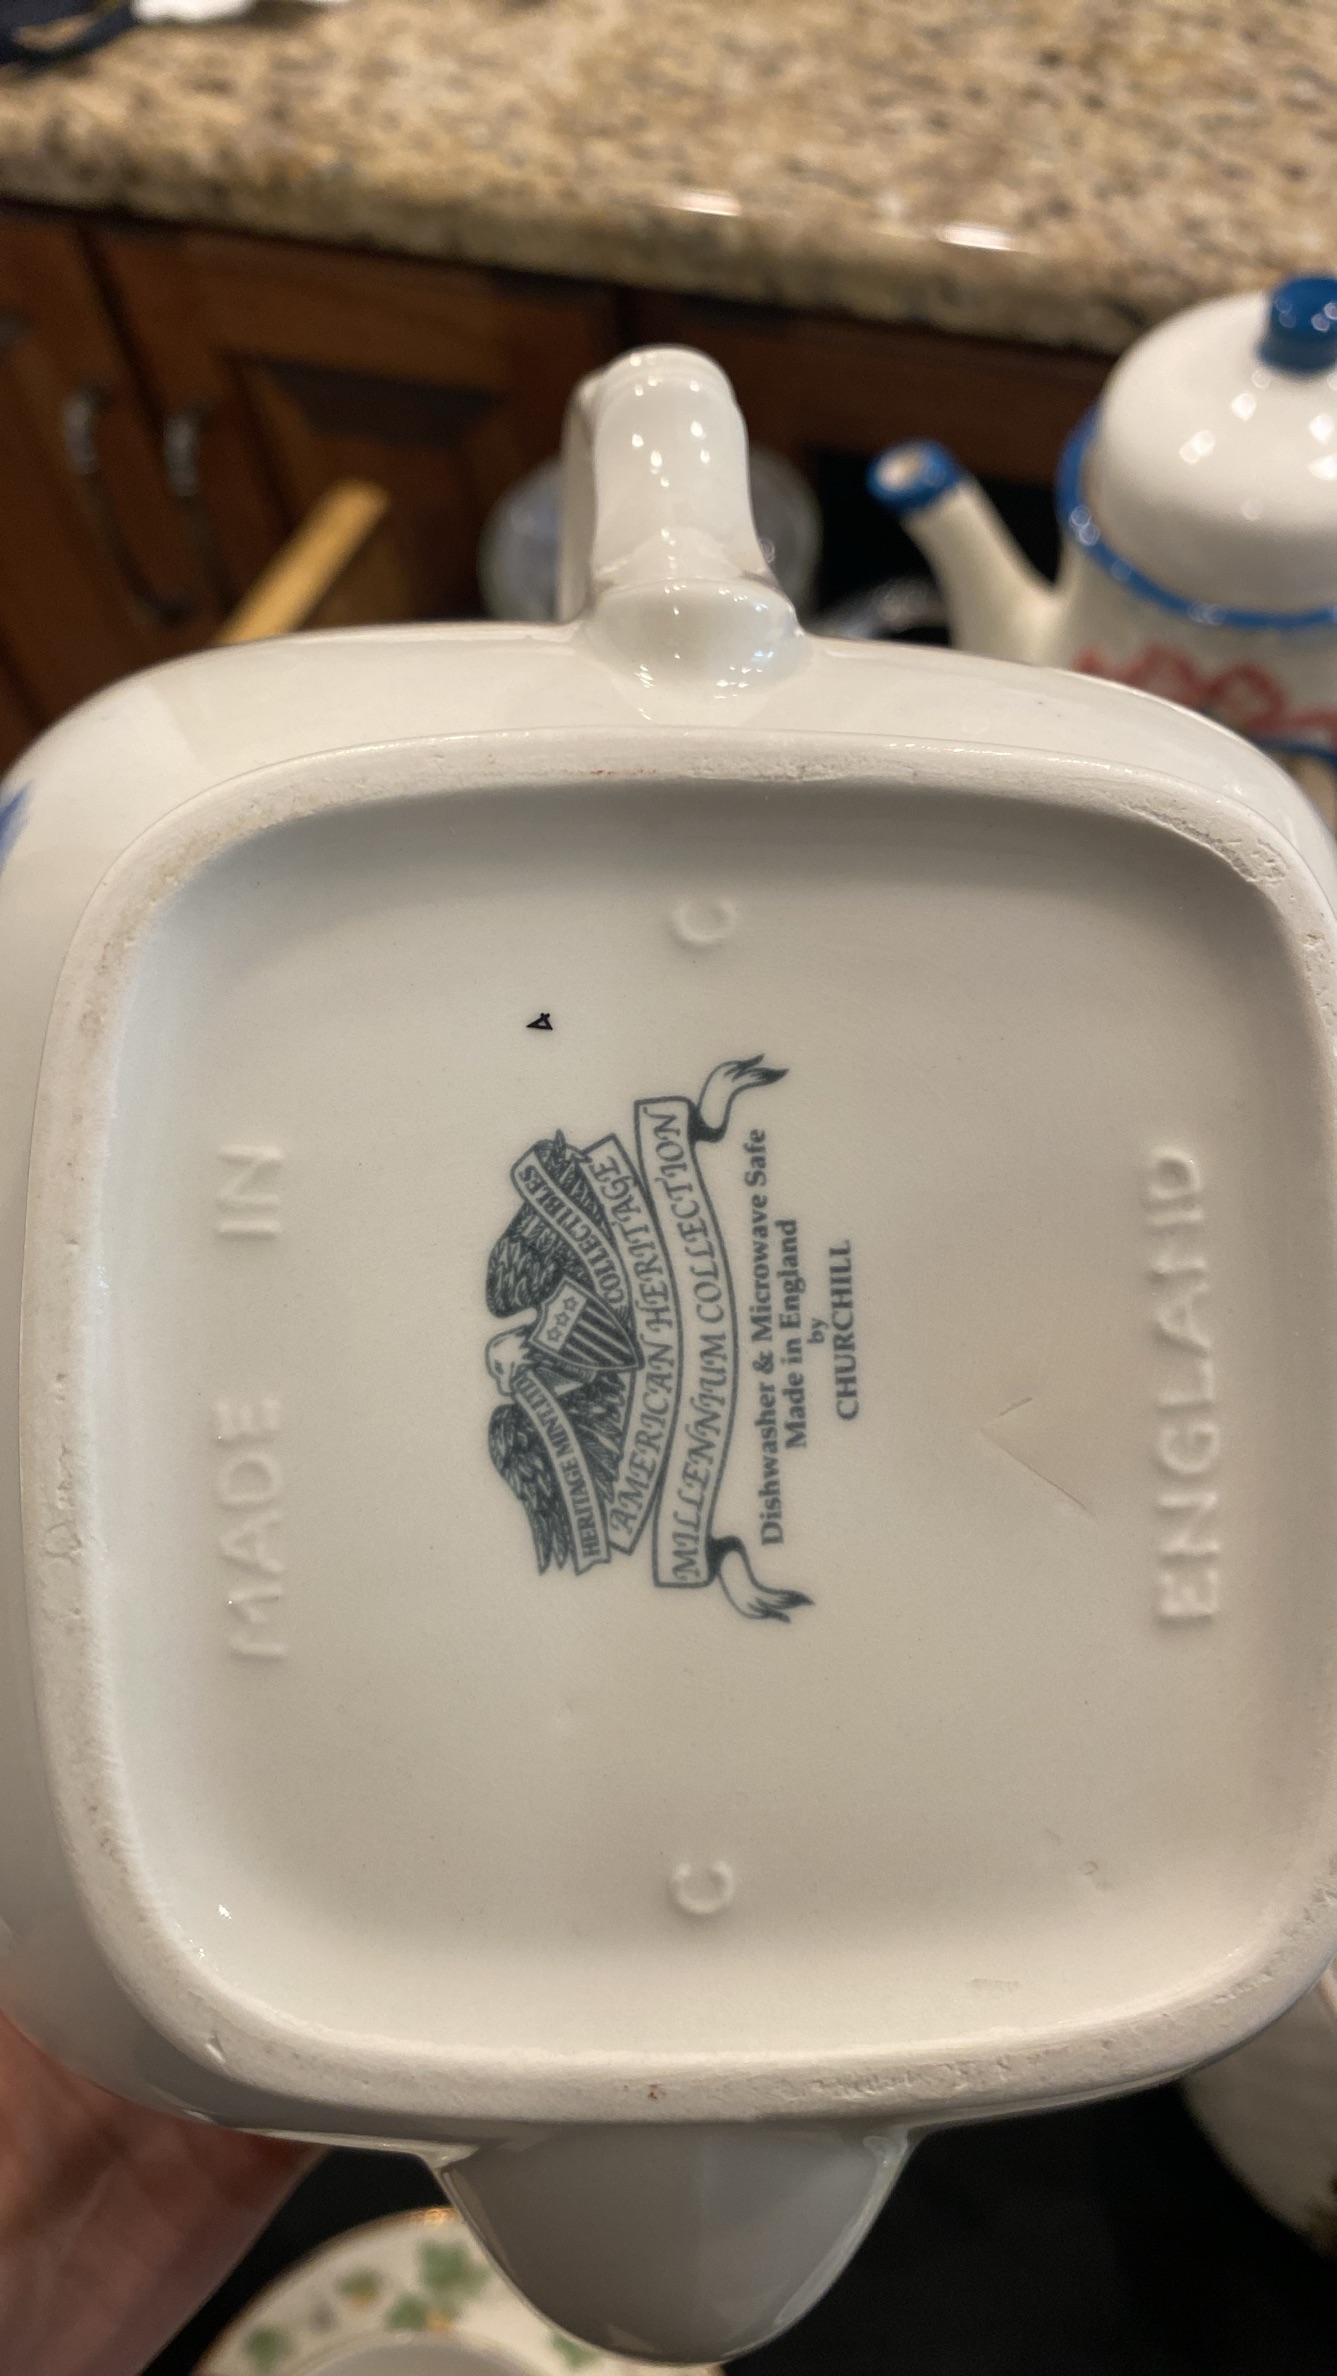 MADE IN
4
HERITAGE MINT, LTD
COLLECTIBLES
AMERICAN HERITAGE
MILLENNIUM COLLECTION
Dishwasher & Microwave Safe
Made in England
by
CHURCHILL
ENGLAND
C
C